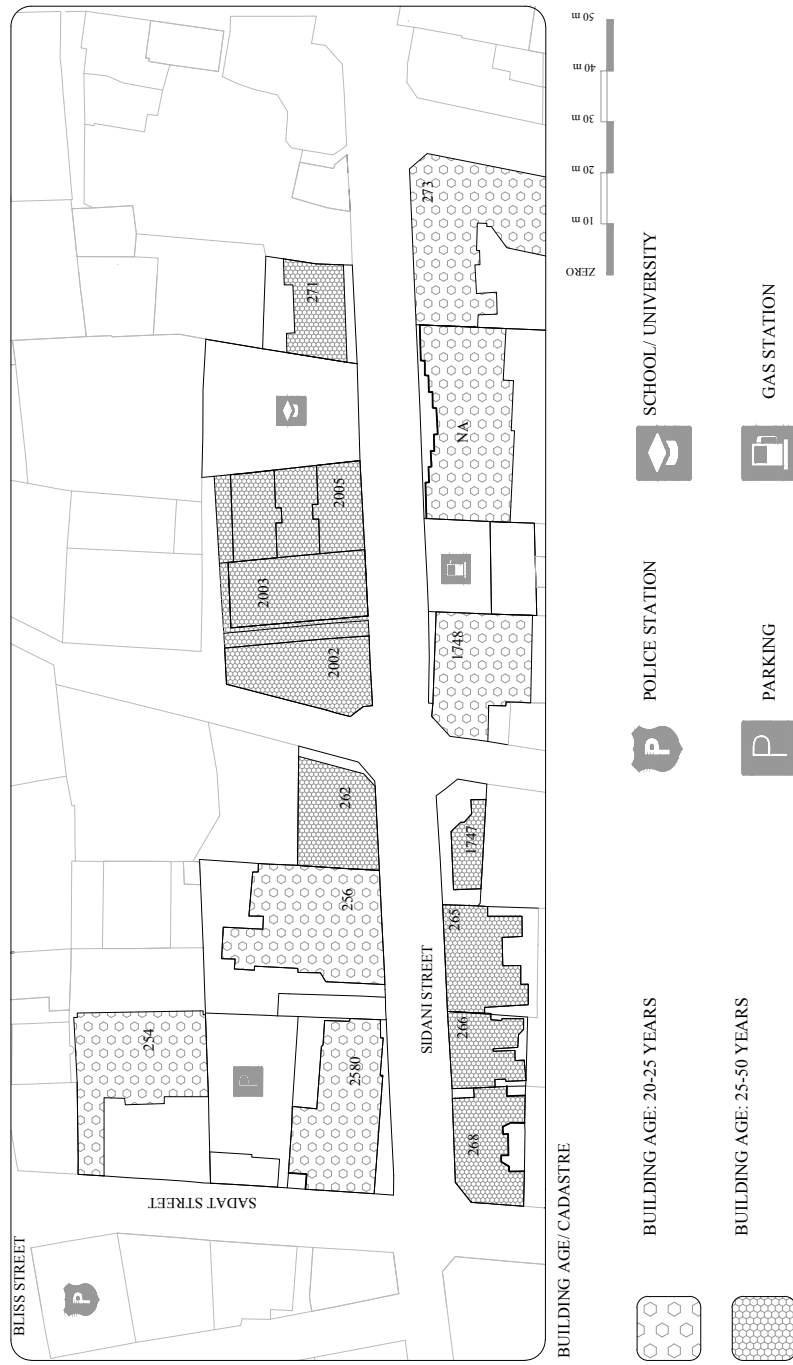 BLISS STREET
SADAT STREET
SIDANI STREET
254
2580
256
262
2002
2003
2005
271
268
266
265
1747
1748
NA
273
P
P
BUILDING AGE/ CADASTRE
ZERO
10 m
20 m
30 m
40 m
50 m
BUILDING AGE: 20-25 YEARS
BUILDING AGE: 25-50 YEARS
P
POLICE STATION
P
PARKING
SCHOOL/ UNIVERSITY
GAS STATION